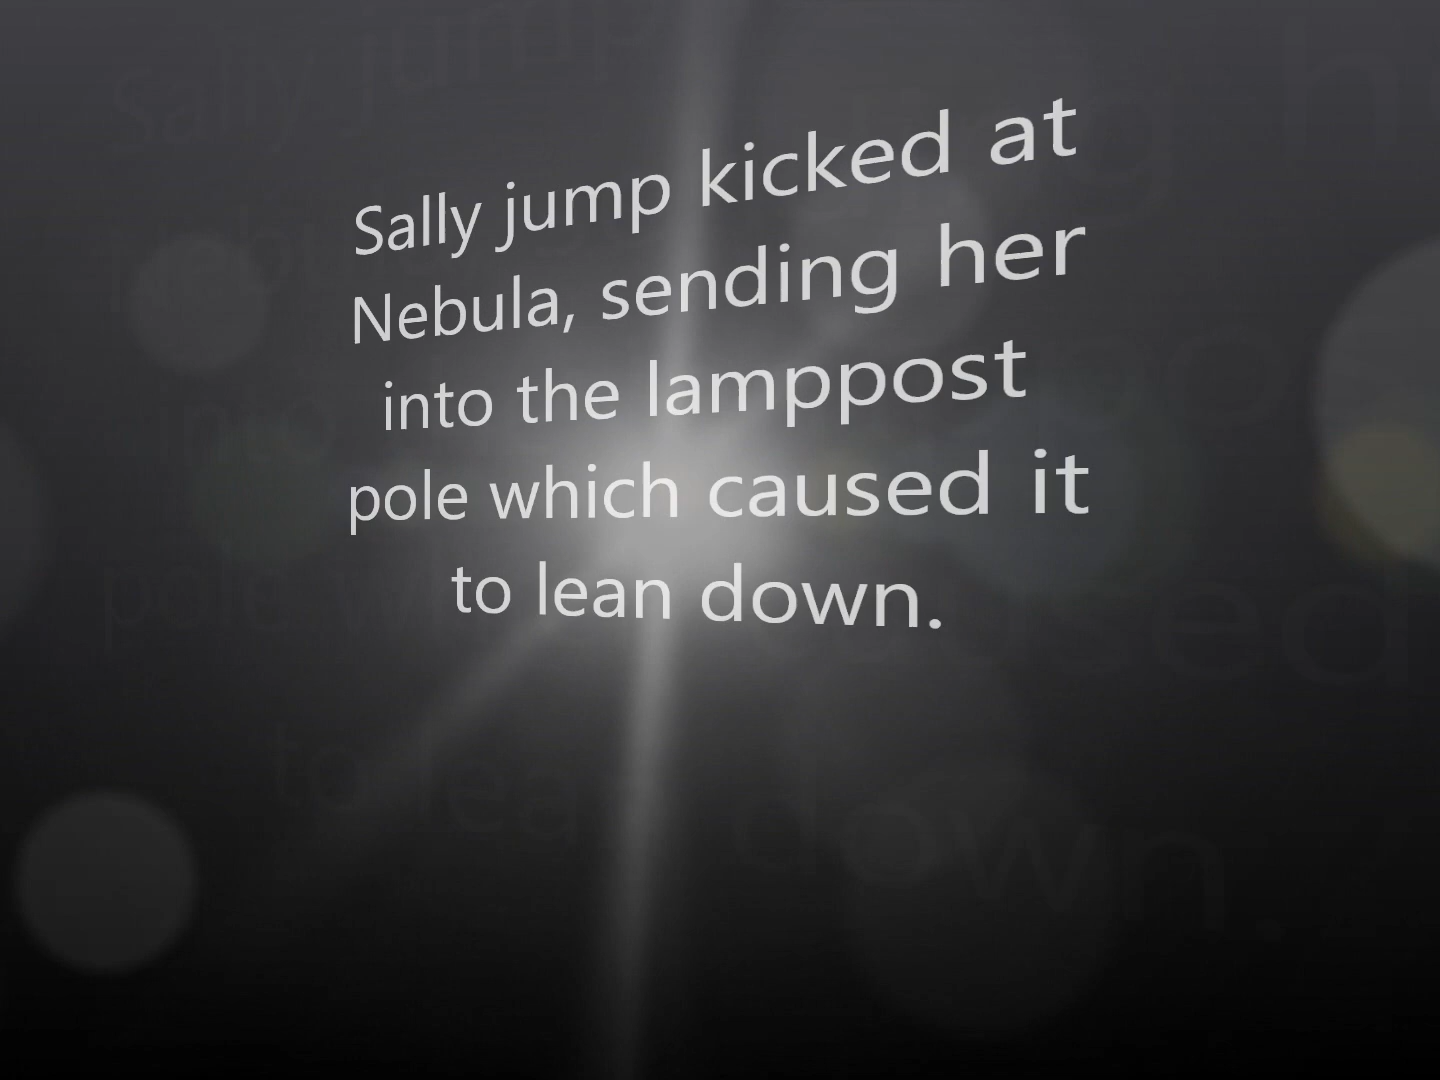 Sally jump kicked at
Nebula, sending her
into the lamppost
pole which caused it
to lean down.